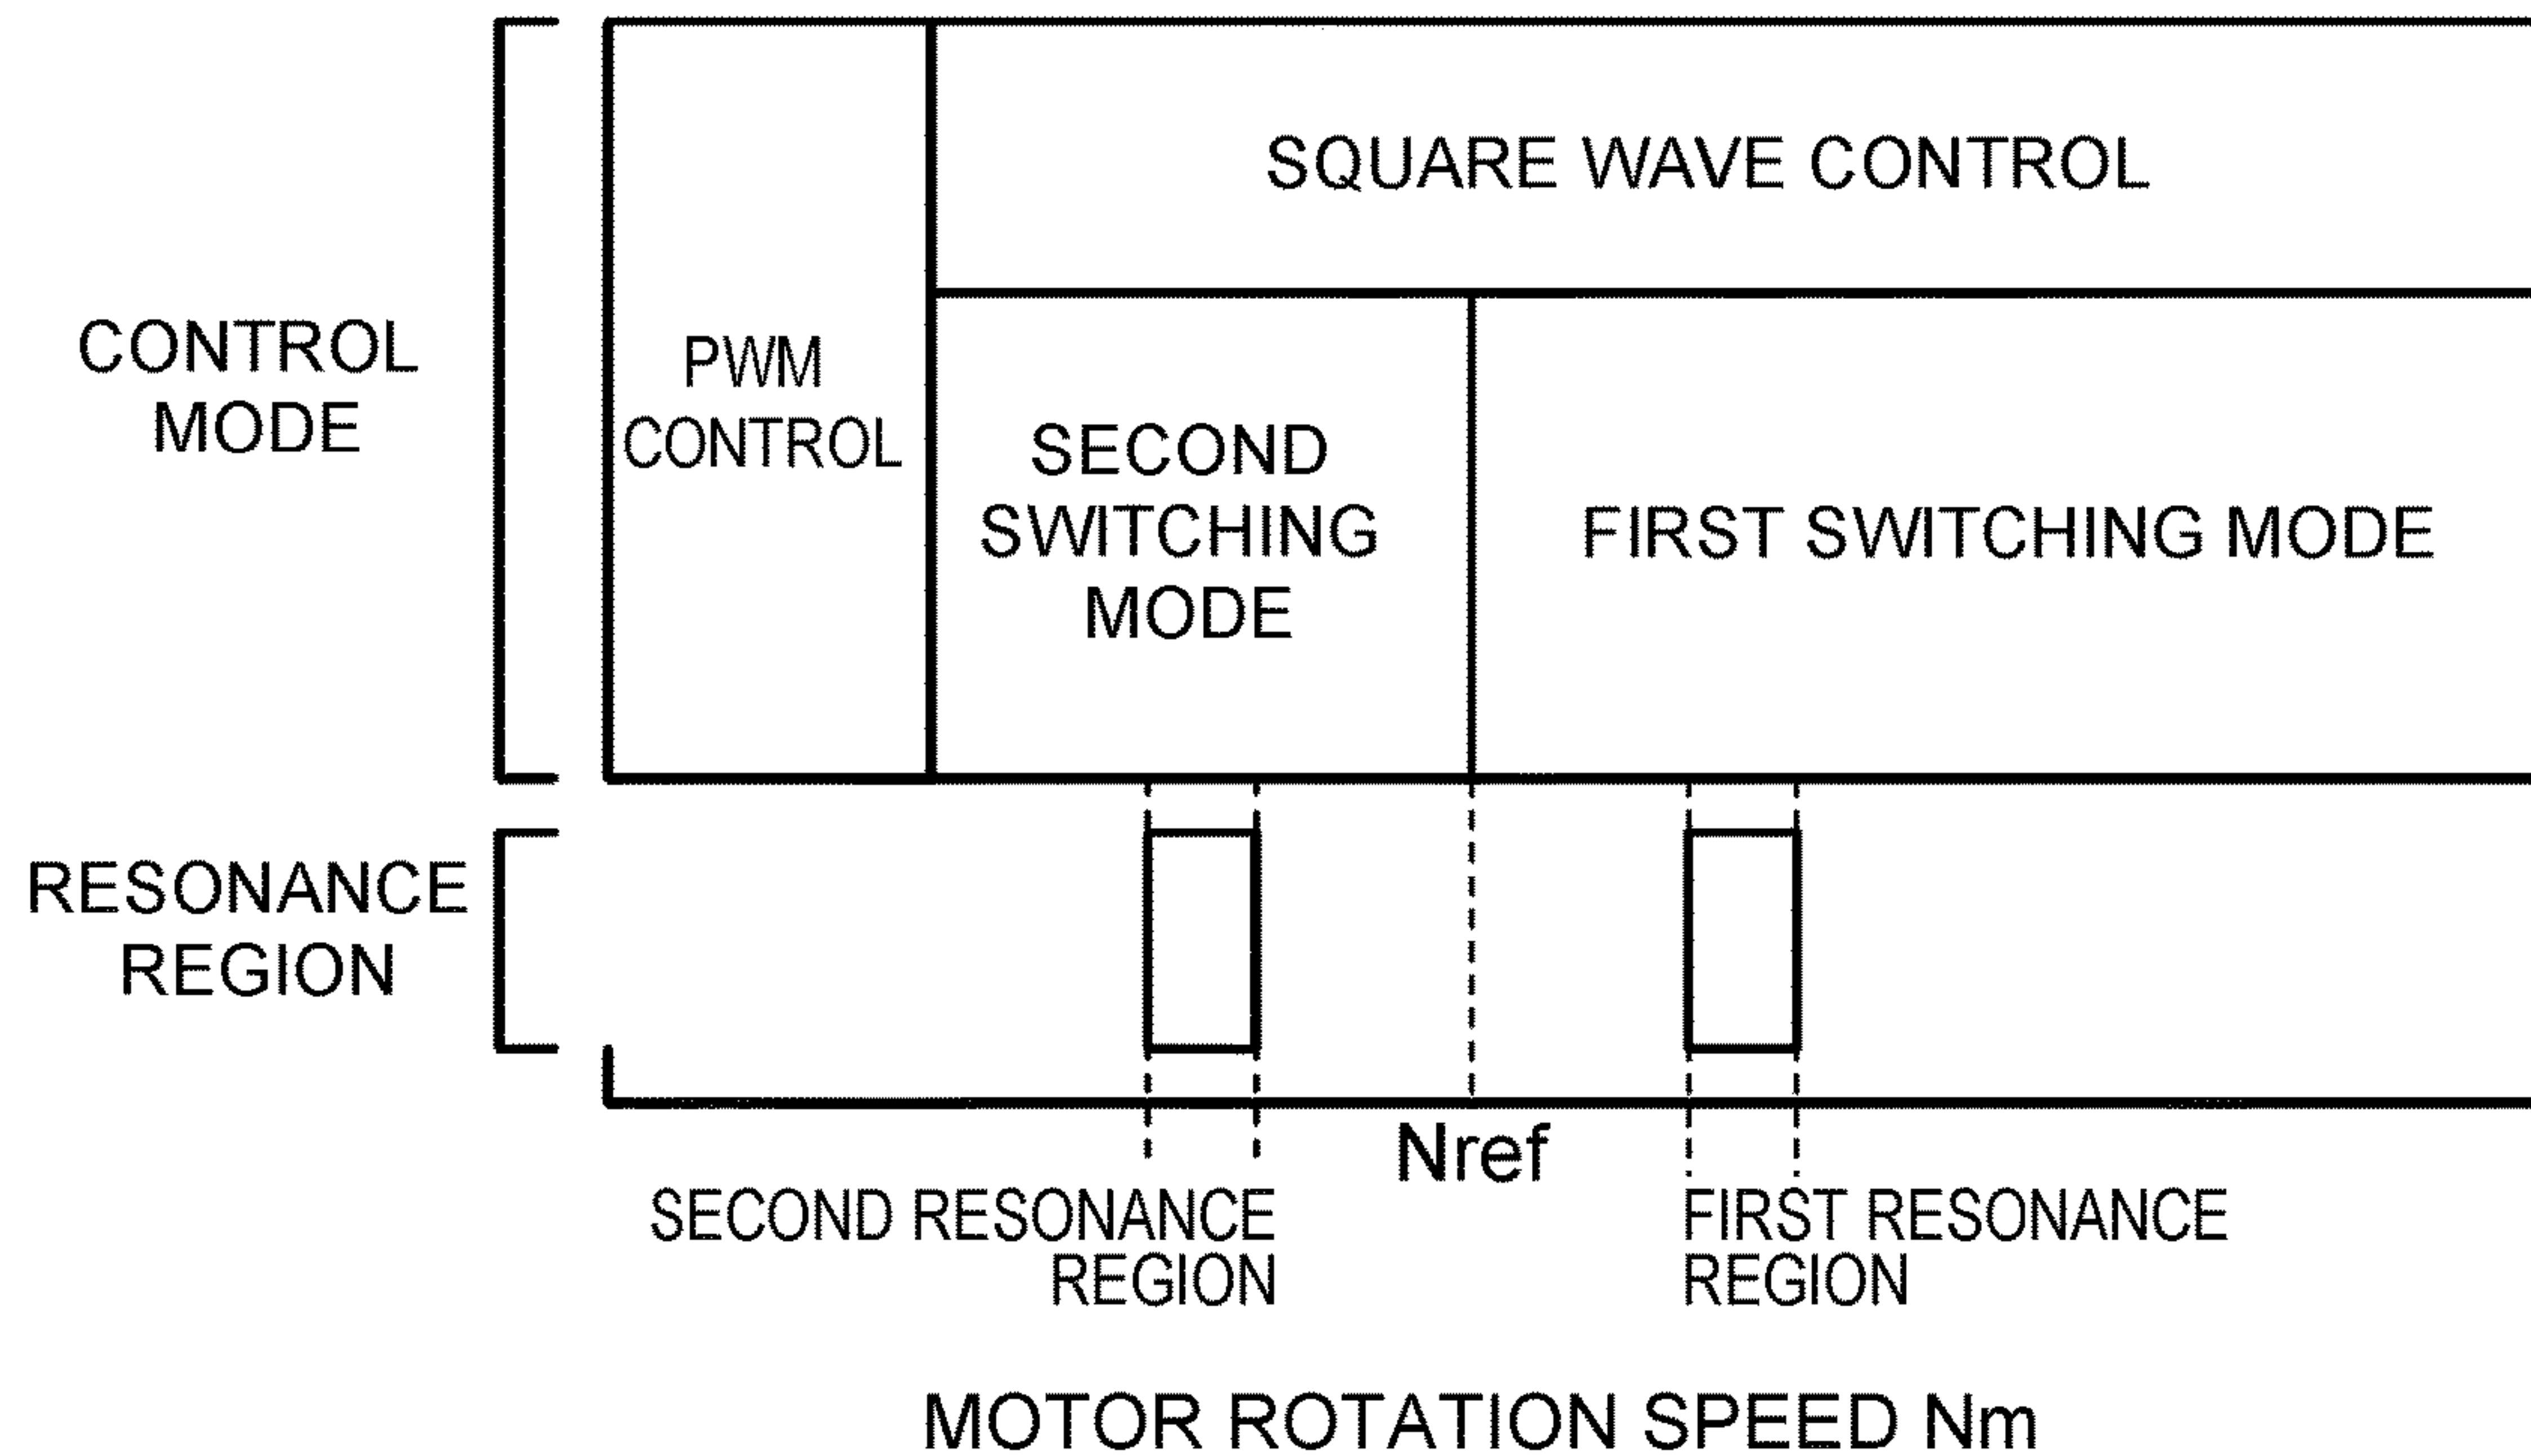 SQUARE WAVE CONTROL
CONTROL
MODE
PWM
CONTROL
SECOND
SWITCHING
MODE
FIRST SWITCHING MODE
RESONANCE
REGION
Nref
SECOND RESONANCE
REGION
FIRST RESONANCE
REGION
MOTOR ROTATION SPEED Nm